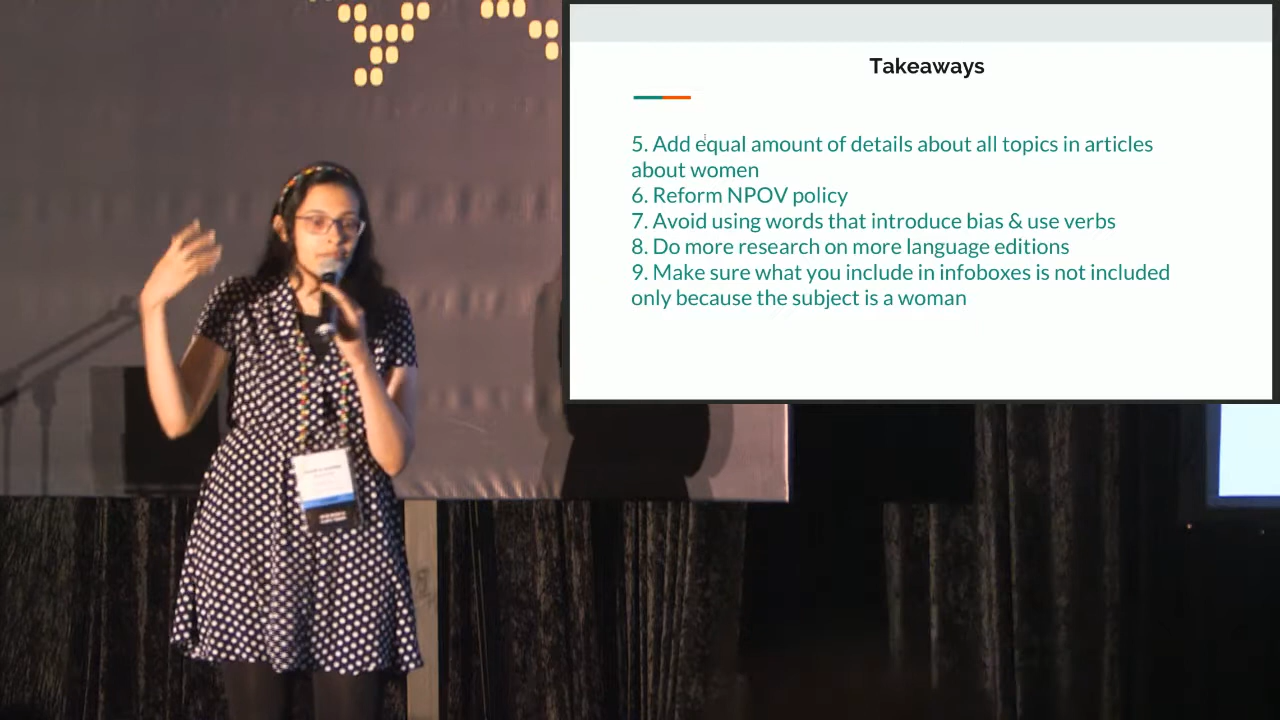 Takeaways
5. Add equal amount of details about all topics in articles
about women
6. Reform NPOV policy
7. Avoid using words that introduce bias & use verbs
8. Do more research on more language editions
9. Make sure what you include in infoboxes is not included
only because the subject is a woman